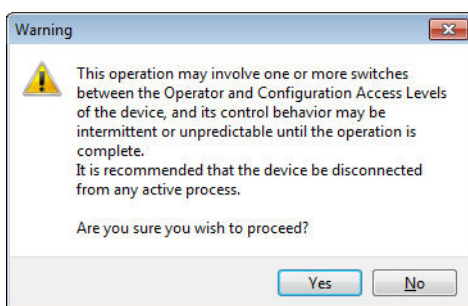 Warning
This operation may involve one or more switches
between the Operator and Configuration Access Levels
of the device, and its control behavior may be
intermittent or unpredictable until the operation is
complete.
It is recommended that the device be disconnected
from any active process.
Are you sure you wish to proceed?
Yes
No